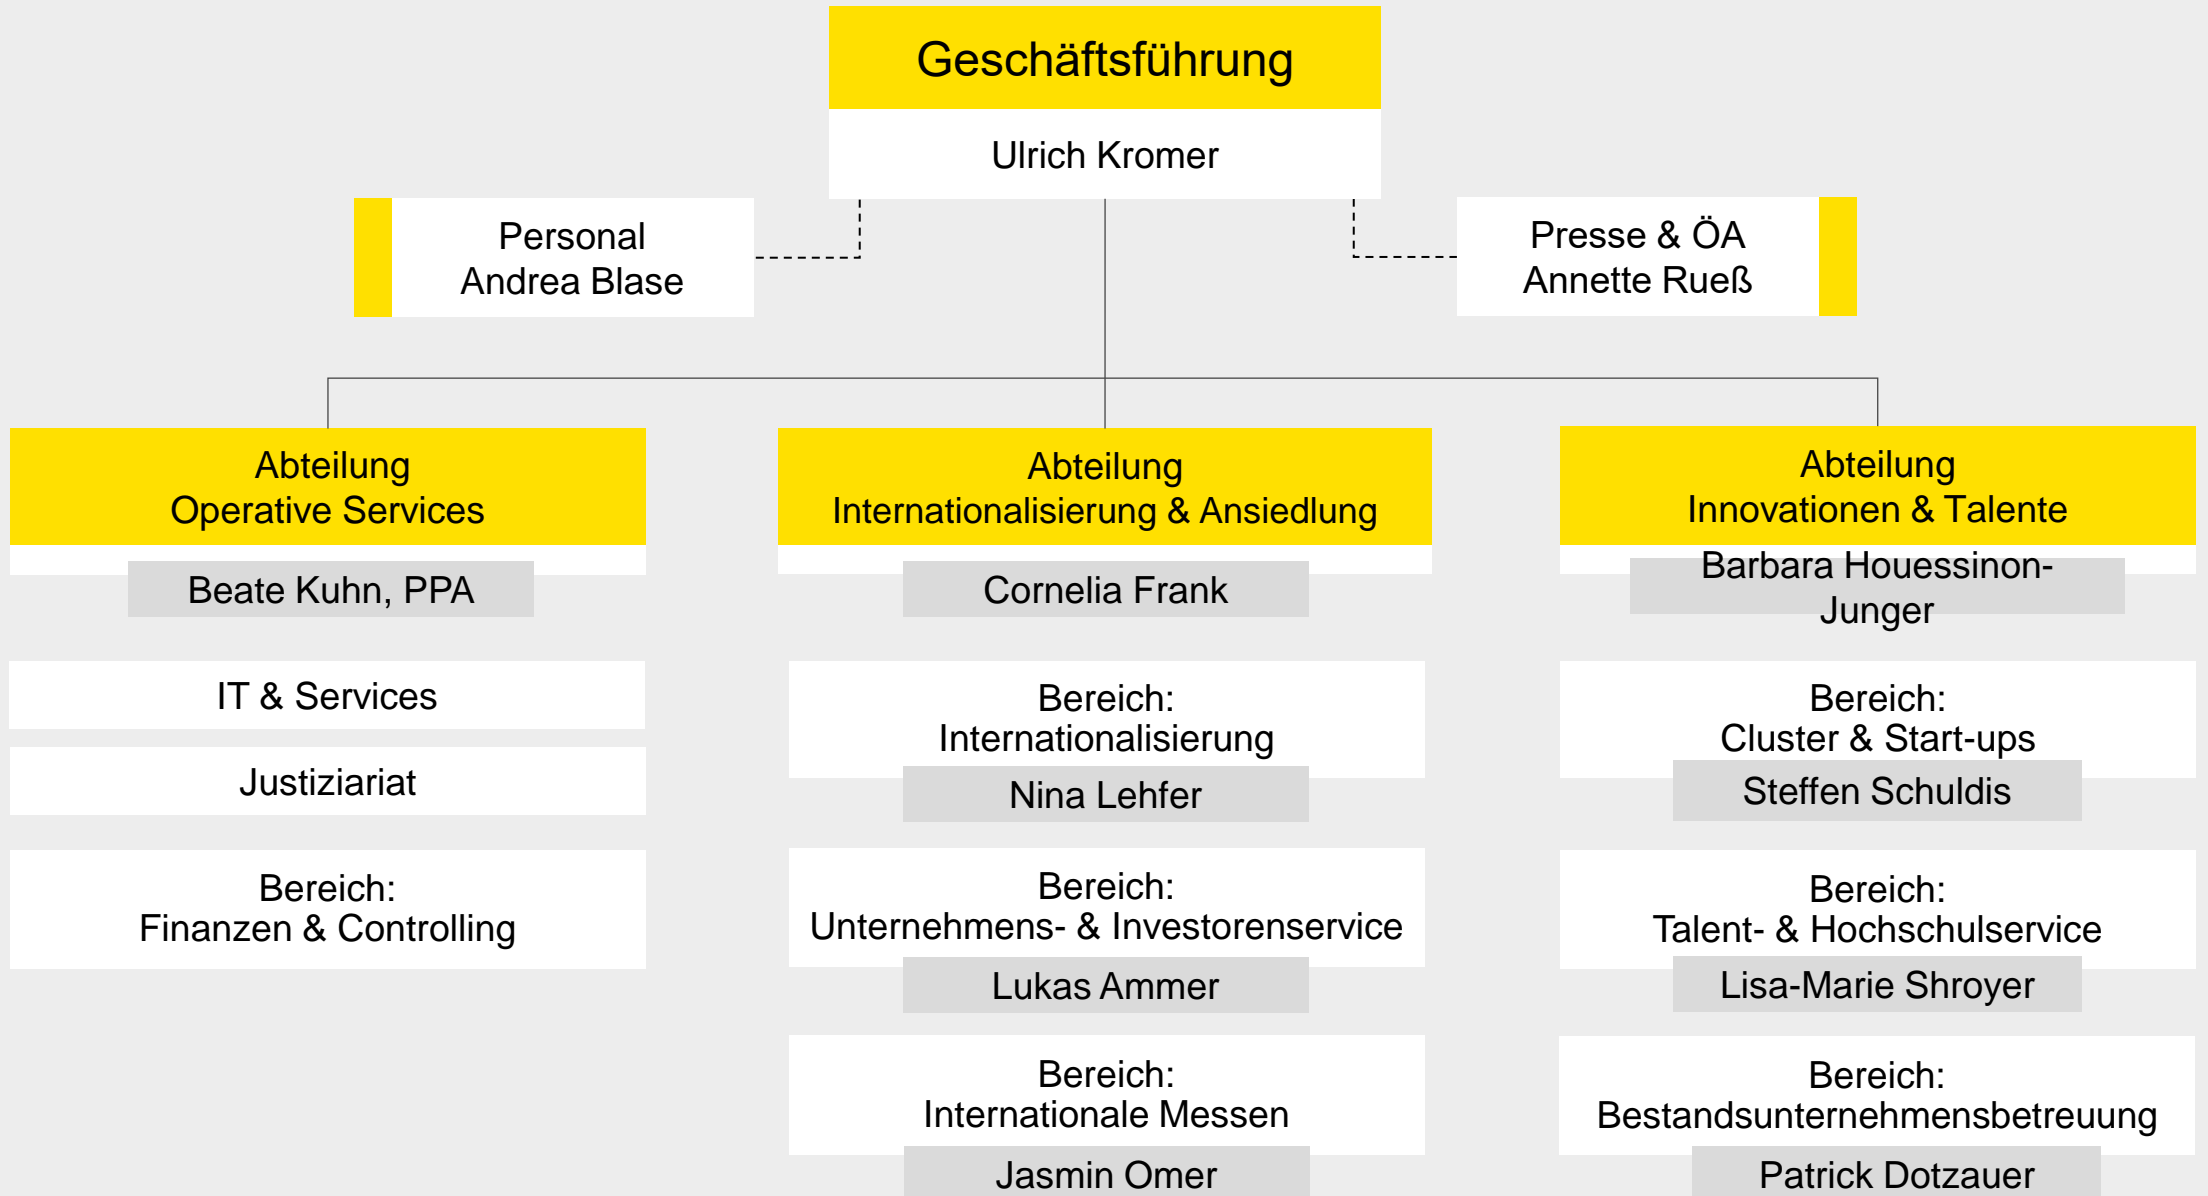 Geschäftsführung
Ulrich Kromer
Personal
Andrea Blase
Presse & ÖA
Annette Rueß
Abteilung
Operative Services
Beate Kuhn, PPA
IT & Services
Justiziariat
Bereich:
Finanzen & Controlling
Abteilung
Internationalisierung & Ansiedlung
Cornelia Frank
Bereich:
Internationalisierung
Nina Lehfer
Bereich:
Unternehmens- & Investorenservice
Lukas Ammer
Bereich:
Internationale Messen
Jasmin Omer
Abteilung
Innovationen & Talente
Barbara Houessinon-
Junger
Bereich:
Cluster & Start-ups
Steffen Schuldis
Bereich:
Talent- & Hochschulservice
Lisa-Marie Shroyer
Bereich:
Bestandsunternehmensbetreuung
Patrick Dotzauer